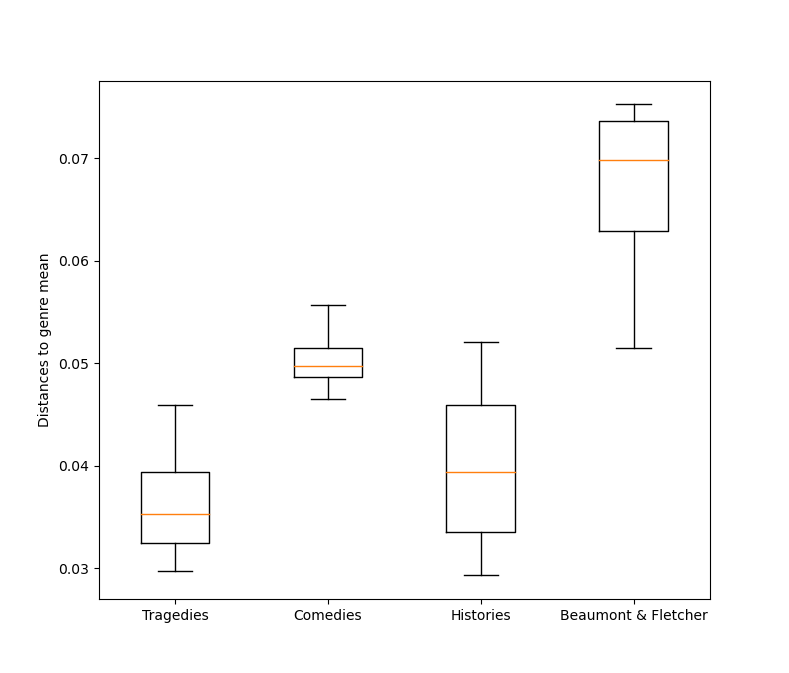 Distances to genre mean
0.07
0.06
0.05
0.04
0.03
Tragedies
Comedies
Histories
Beaumont & Fletcher